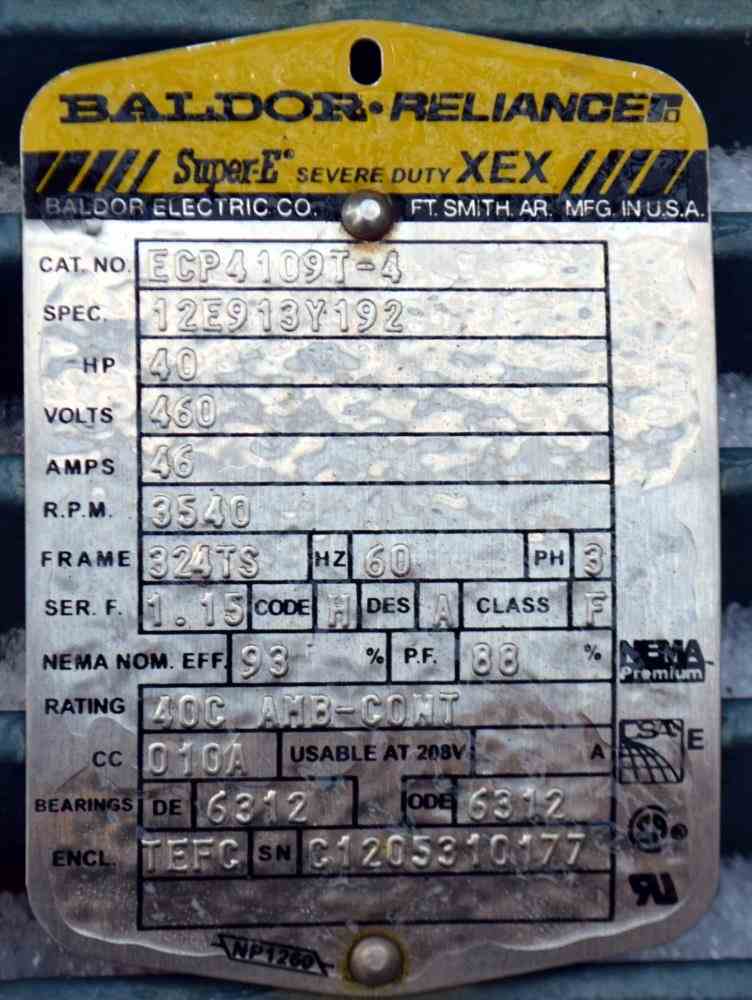 BALDOR·RELIANCER
Super-E® SEVERE DUTY XEX
BALDOR ELECTRIC CO. FT. SMITH. AR. MFG. IN U.S.A.
CAT. NO. ECP4109T-4
SPEC. 12E913Y192
HP 40
VOLTS 460
AMPS 46
R.P.M. 3540
FRAME 324TS HZ 60 PH 3
SER. F. 1.15 CODE H DES A CLASS F
NEMA NOM. EFF. 93 % P.F. 88 %
NEMA
Premium
RATING 40C AMB-CONT
CC 010A USABLE AT 208V A
E
BEARINGS DE 6312 ODE 6312
ENCL. TEFC SN C1205310177
NP1260